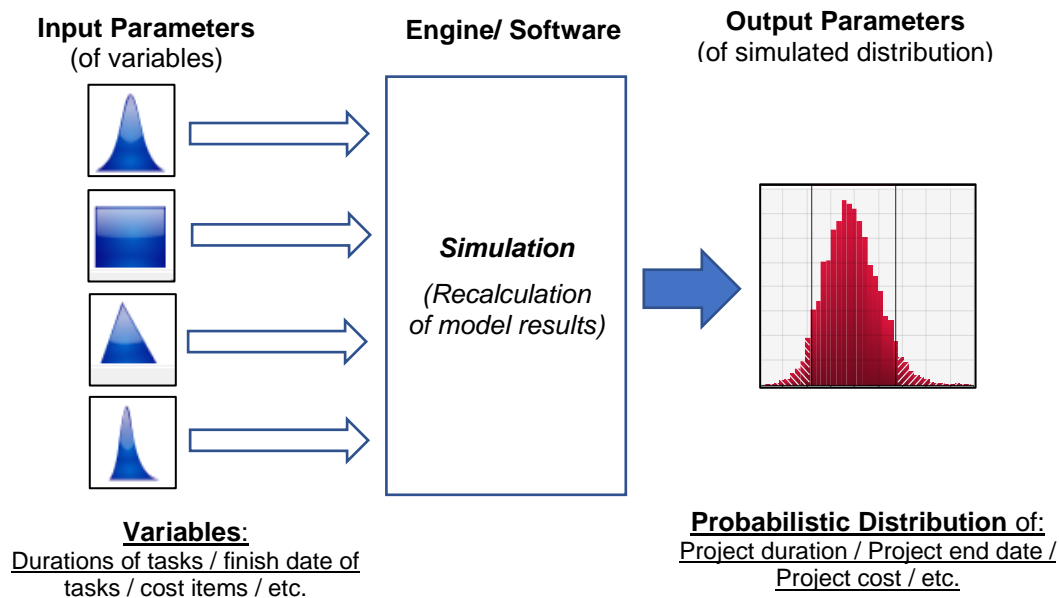 Input Parameters
(of variables)
Engine/ Software
Output Parameters
(of simulated distribution)
Simulation
(Recalculation
of model results)
Variables:
Durations of tasks / finish date of
tasks / cost items / etc.
Probabilistic Distribution of:
Project duration / Project end date /
Project cost / etc.